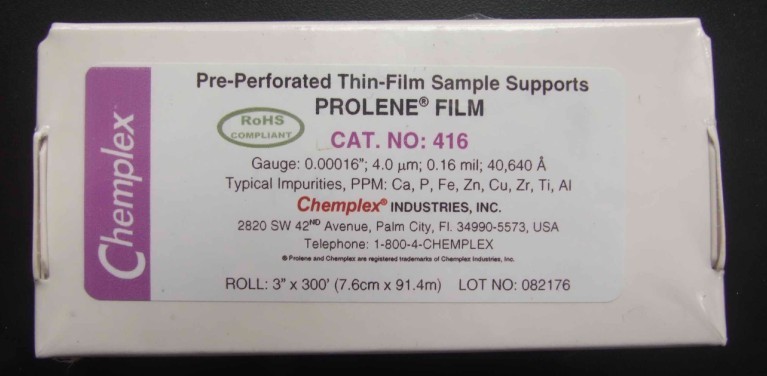 Chemplex
Pre-Perforated Thin-Film Sample Supports
PROLENE® FILM
RoHS
COMPLIANT
CAT. NO: 416
Gauge: 0.00016"; 4.0 µm; 0.16 mil; 40,640 Å
Typical Impurities, PPM: Ca, P, Fe, Zn, Cu, Zr, Ti, Al
Chemplex® INDUSTRIES, INC.
2820 SW 42ND Avenue, Palm City, Fl. 34990-5573, USA
Telephone: 1-800-4-CHEMPLEX
® Prolene and Chemplex are registered trademarks of Chemplex Industries, Inc.
ROLL: 3" x 300' (7.6cm x 91.4m) LOT NO: 082176